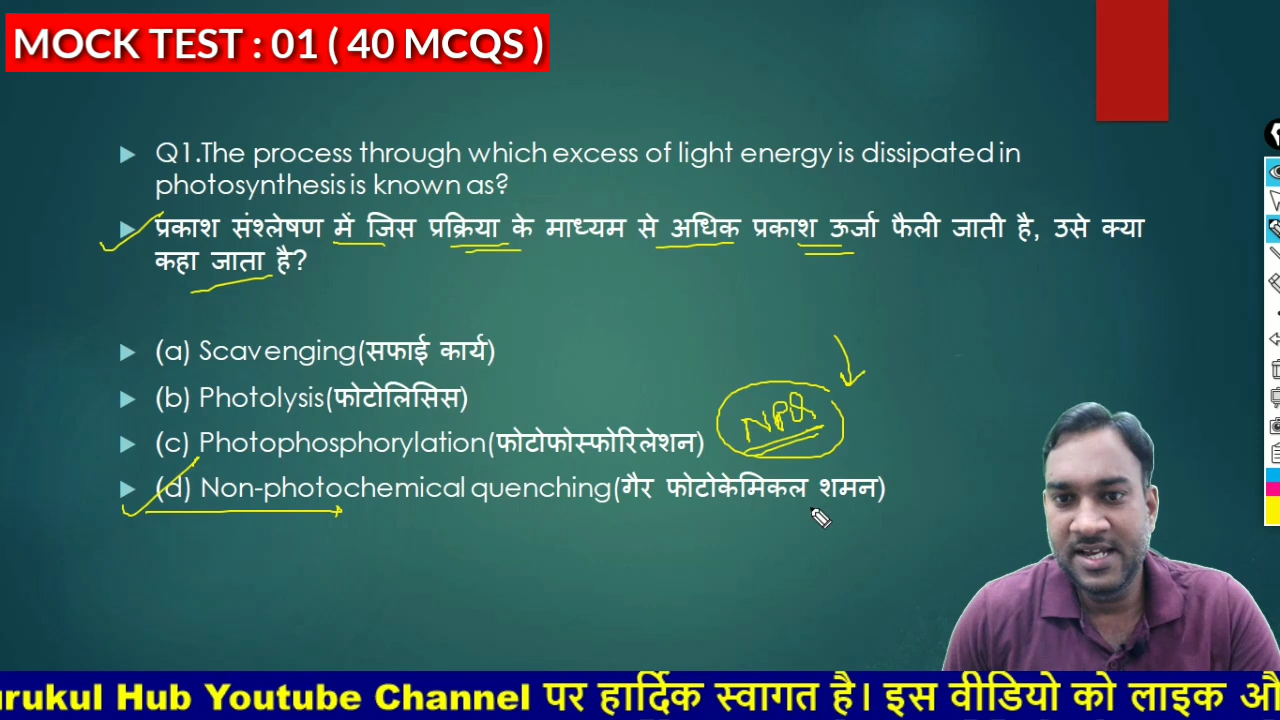 MOCK TEST : 01 ( 40 MCQS )
Q1.The process through which excess of light energy is dissipated in
photosynthesis is known as?
प्रकाश संश्लेषण में जिस प्रक्रिया के माध्यम से अधिक प्रकाश ऊर्जा फैली जाती है, उसे क्या
कहा जाता है?
(a) Scavenging(सफाई कार्य)
(b) Photolysis(फोटोलिसिस)
NPQ
(c) Photophosphorylation(फोटोफोस्फोरिलेशन)
(d) Non-photochemical quenching(गैर फोटोकेमिकल शमन)
Hub Youtube Channel पर हार्दिक स्वागत है। इस वीडियो को लाइक